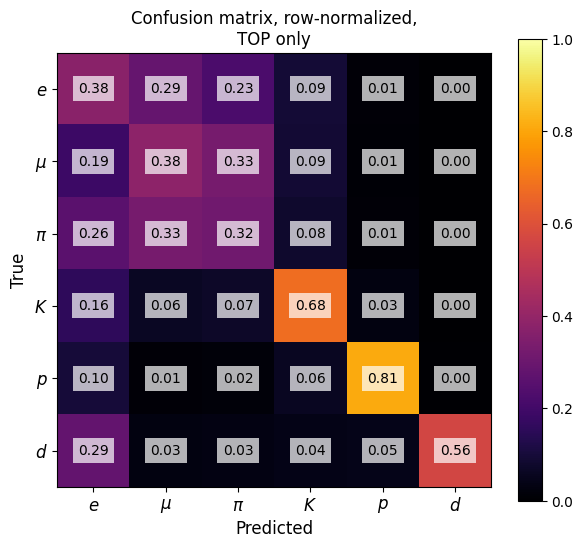 Confusion matrix, row-normalized,
TOP only
True
e 0.38 0.29 0.23 0.09 0.01 0.00
μ 0.19 0.38 0.33 0.09 0.01 0.00
π 0.26 0.33 0.32 0.08 0.01 0.00
K 0.16 0.06 0.07 0.68 0.03 0.00
p 0.10 0.01 0.02 0.06 0.81 0.00
d 0.29 0.03 0.03 0.04 0.05 0.56
e μ π K p d
Predicted
1.0
0.8
0.6
0.4
0.2
0.0